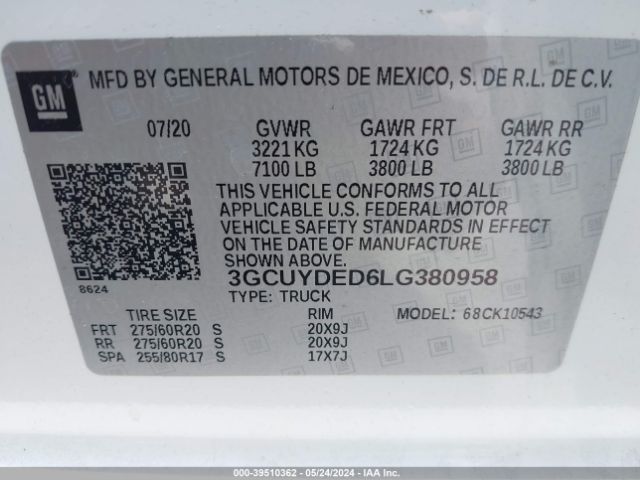 GM
MFD BY GENERAL MOTORS DE MEXICO, S. DE R.L. DE C.V.
07/20 GVWR GAWR FRT GAWR RR
3221 KG 1724 KG 1724 KG
7100 LB 3800 LB 3800 LB
THIS VEHICLE CONFORMS TO ALL
APPLICABLE U.S. FEDERAL MOTOR
VEHICLE SAFETY STANDARDS IN EFFECT
ON THE DATE OF MANUFACTURE
SHOWN ABOVE.
8624 3GCUYDED6LG380958
TYPE: TRUCK
TIRE SIZE RIM MODEL: 68CK10543
FRT 275/60R20 S 20X9J
RR 275/60R20 S 20X9J
SPA 255/80R17 S 17X7J
000-39510362 - 05/24/2024 - IAA Inc.